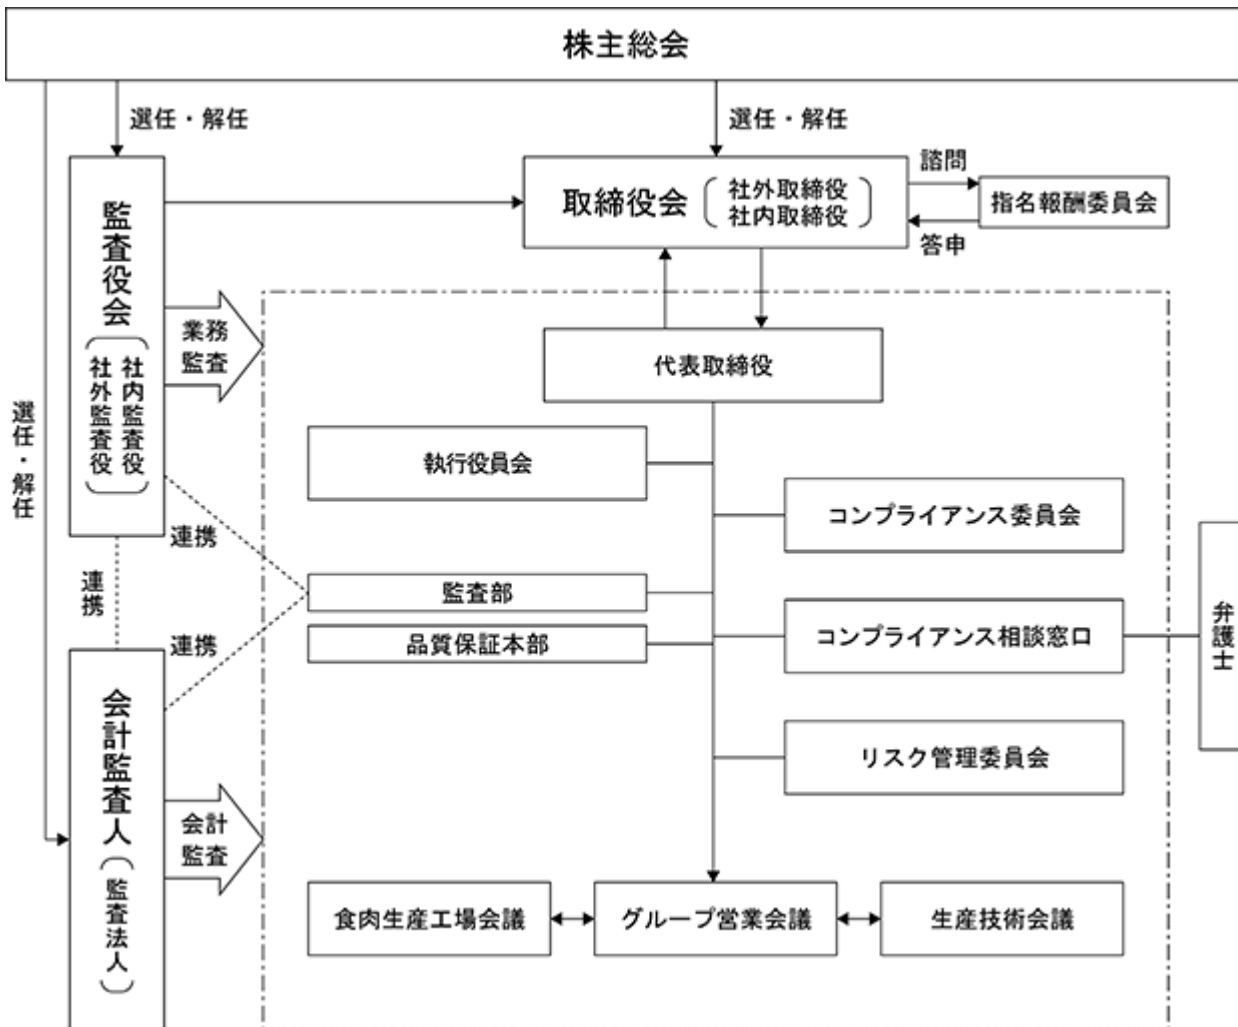 株主総会
選任・解任
選任・解任
監査役会
社内監査役
社外監査役
取締役会
社外取締役
社内取締役
諮問
答申
指名報酬委員会
業務
監査
代表取締役
選任・解任
執行役員会
コンプライアンス委員会
連携
連携
連携
監査部
品質保証本部
コンプライアンス相談窓口
弁護士
リスク管理委員会
会計監査人
(監査法人)
会計
監査
食肉生産工場会議
グループ営業会議
生産技術会議